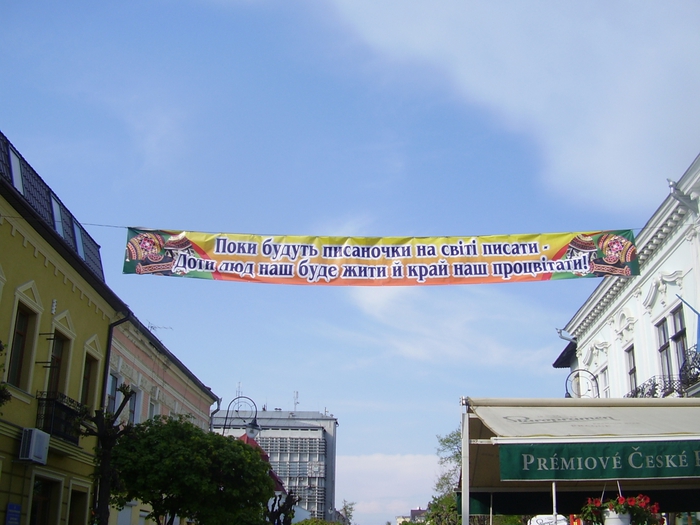 Поки будуть писаночки на світі писати -
Доти люд наш буде жити й край наш процвітати!
PRÉMIOVÉ ČESKÉ